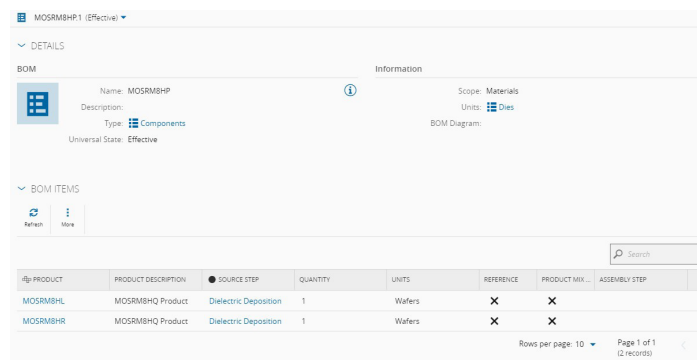 MOSRM8HP.1 (Effective)
DETAILS
BOM
Name: MOSRM8HP
Description:
Type: Components
Universal State: Effective
Information
Scope: Materials
Units: Dies
BOM Diagram:
BOM ITEMS
Refresh More
Search
PRODUCT PRODUCT DESCRIPTION SOURCE STEP QUANTITY UNITS REFERENCE PRODUCT MIX ... ASSEMBLY STEP
MOSRM8HL MOSRM8HQ Product Dielectric Deposition 1 Wafers
MOSRM8HR MOSRM8HQ Product Dielectric Deposition 1 Wafers
Rows per page: 10 Page 1 of 1
(2 records)